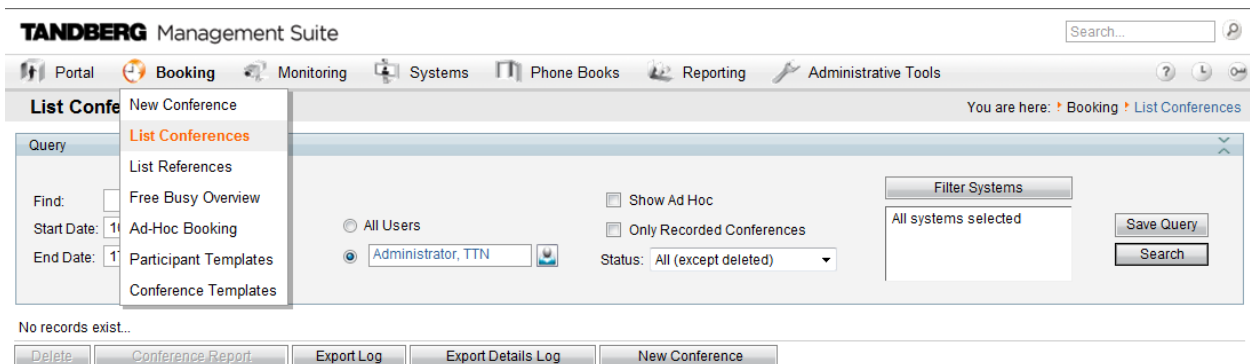 TANDBERG Management Suite
Search...
Portal Booking Monitoring Systems Phone Books Reporting Administrative Tools ?
List Confe
You are here: Booking List Conferences
New Conference
List Conferences
List References
Free Busy Overview
Ad-Hoc Booking
Participant Templates
Conference Templates
Query
Find:
Start Date: 10
End Date: 17
All Users
Administrator, TTN
Show Ad Hoc
Only Recorded Conferences
Status: All (except deleted)
Filter Systems
All systems selected
Save Query
Search
No records exist...
Delete Conference Report Export Log Export Details Log New Conference